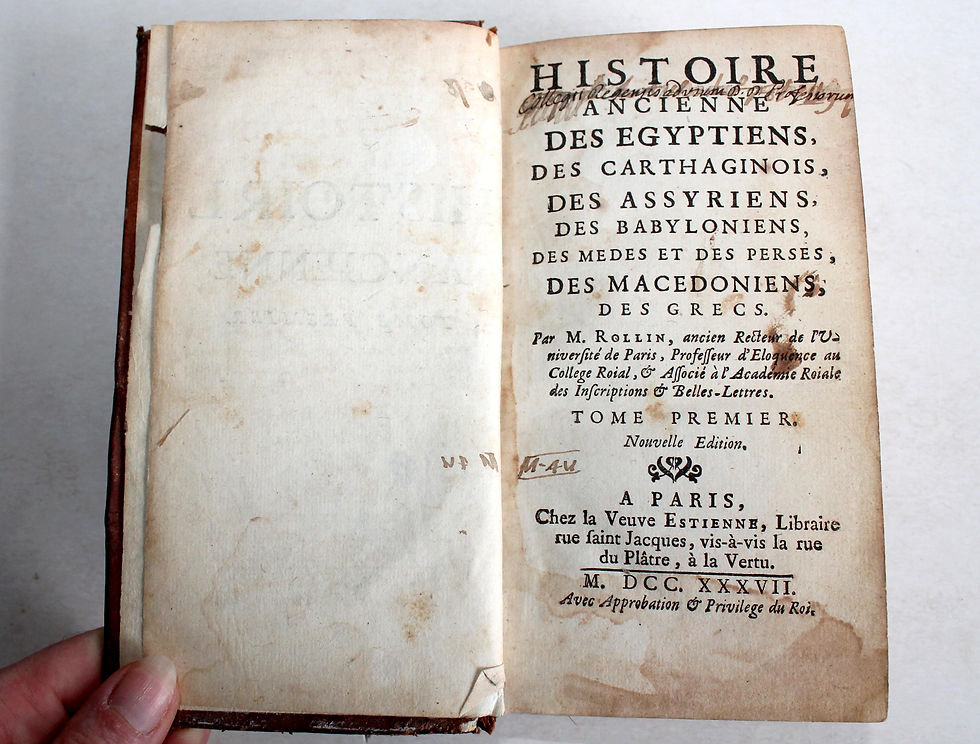 HISTOIRE
ANCIENNE
DES EGYPTIENS,
DES CARTHAGINOIS,
DES ASSYRIENS,
DES BABYLONIENS,
DES MEDES ET DES PERSES,
DES MACEDONIENS,
DES GRECS.
Par M. ROLLIN, ancien Recteur de l'U-
niversité de Paris, Profeſſeur d'Eloquence au
College Roial, & Aſſocié à l'Académie Roiale
des Inſcriptions & Belles-Lettres.
TOME PREMIER.
Nouvelle Edition.
M-4U
A PARIS,
Chez la Veuve ESTIENNE, Libraire
rue ſaint Jacques, vis-à-vis la rue
du Plâtre, à la Vertu.
M. DCC. XXXVII.
Avec Approbation & Privilege du Roi.